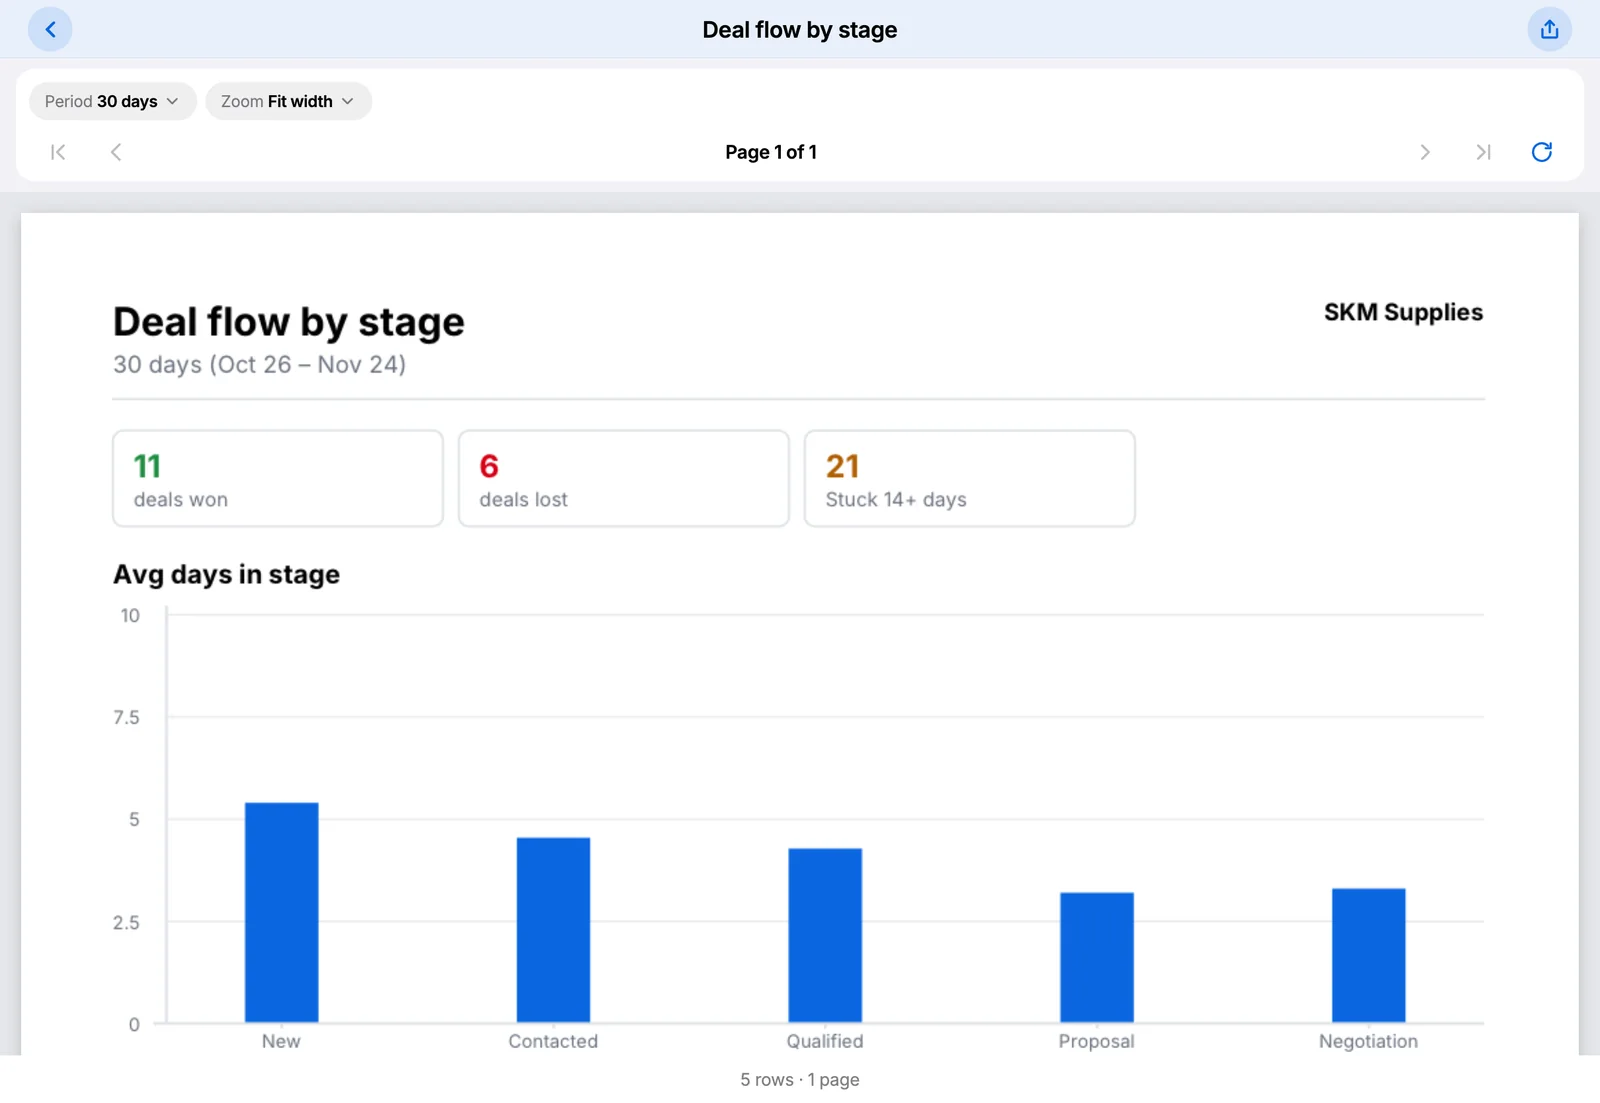 Deal flow by stage
Period 30 days
Zoom Fit width
Page 1 of 1
Deal flow by stage
SKM Supplies
30 days (Oct 26 – Nov 24)
11
deals won
6
deals lost
21
Stuck 14+ days
Avg days in stage
10
7.5
5
2.5
0
New
Contacted
Qualified
Proposal
Negotiation
5 rows · 1 page